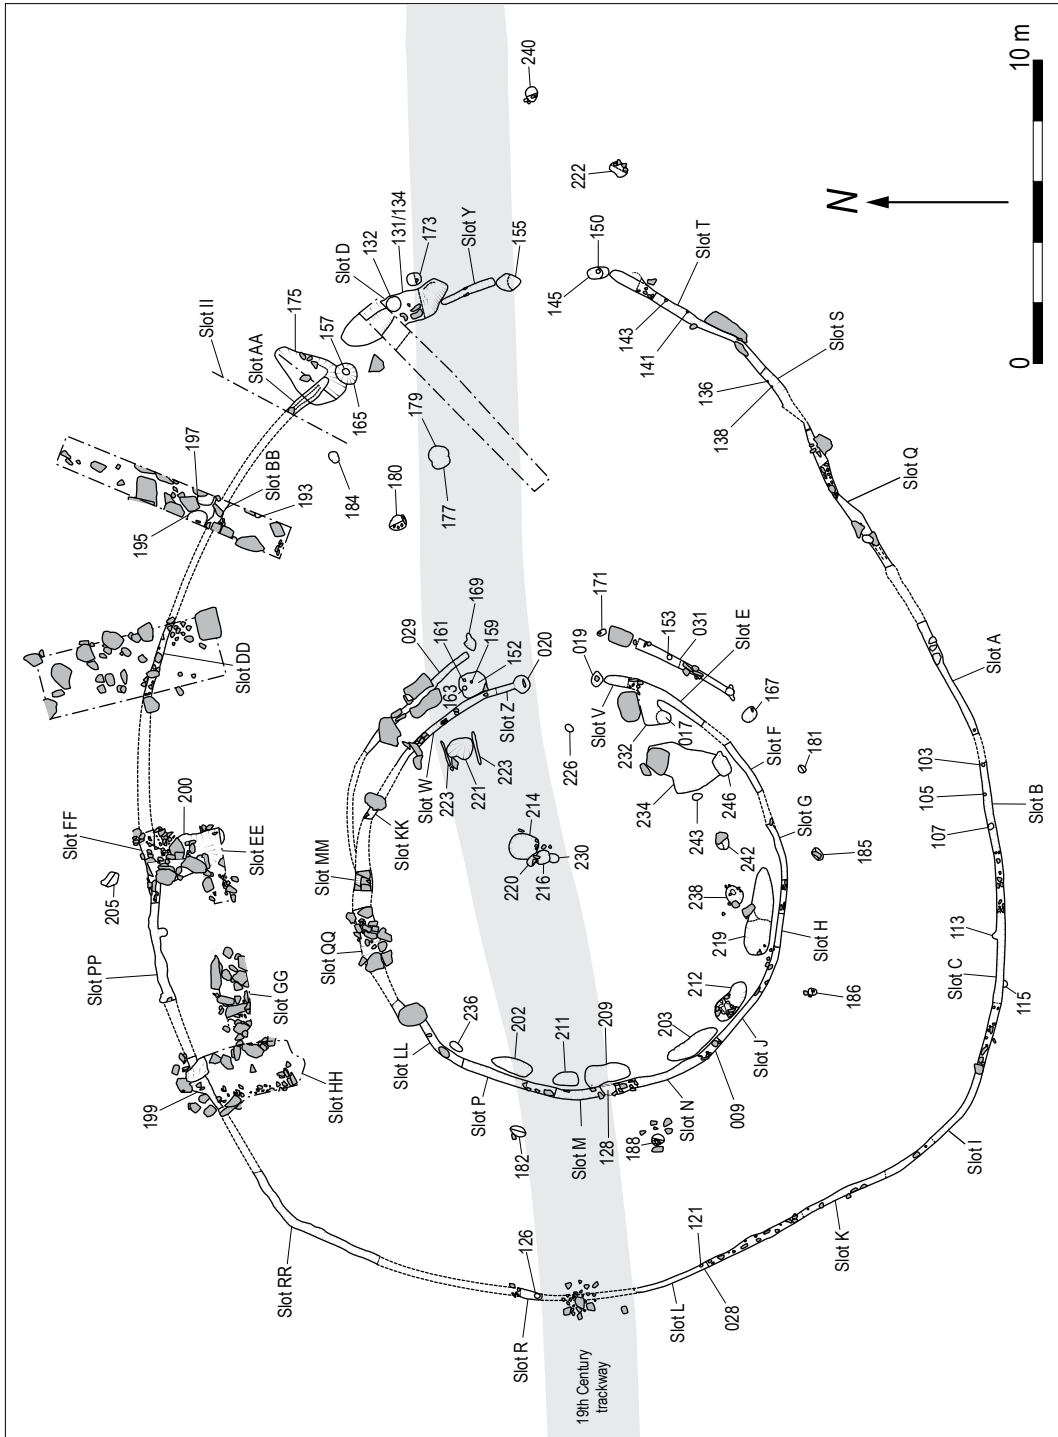 240
222
N
10 m
0
Slot II
Slot AA
175
157
165
Slot D
132
131/134
173
Slot Y
155
150
145
Slot T
143
141
Slot S
136
138
Slot Q
197
195
Slot BB
193
184
180
179
177
Slot DD
029
161
169
159
152
163
020
Slot Z
Slot W
223
223
221
171
019
153
031
Slot E
Slot V
232
017
167
Slot F
226
234
246
181
Slot A
103
105
107
Slot B
Slot FF
200
Slot EE
205
Slot MM
Slot KK
214
220
216
230
243
242
185
Slot G
238
219
Slot H
113
Slot C
115
Slot PP
Slot GG
Slot QQ
212
186
Slot HH
199
Slot LL
236
202
211
209
203
Slot P
Slot M
128
Slot N
009
Slot J
182
188
Slot I
Slot K
Slot RR
126
Slot R
121
028
Slot L
19th Century
trackway